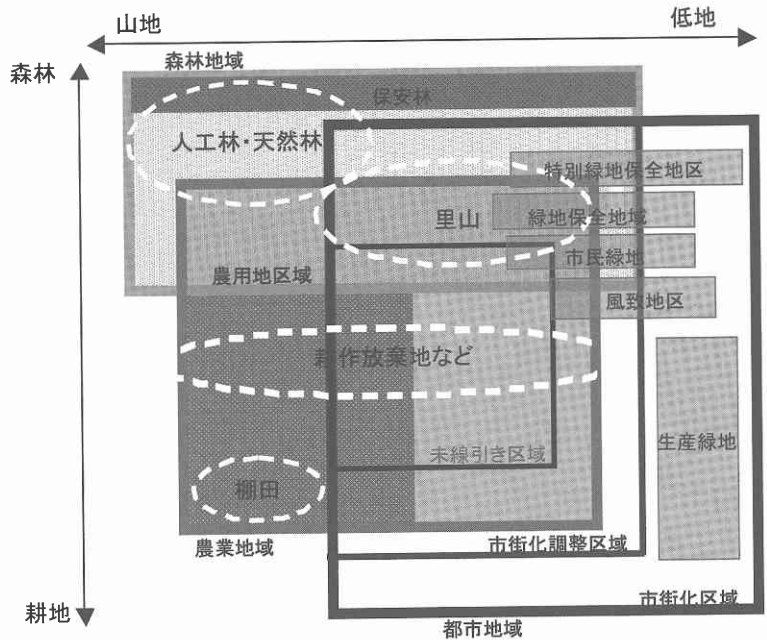 山地
低地
森林
森林地域
保安林
人工林・天然林
特別緑地保全地区
里山
緑地保全地域
市民緑地
農用地区域
風致地区
耕作放棄地など
生産緑地
未線引き区域
棚田
農業地域
市街化調整区域
市街化区域
耕地
都市地域